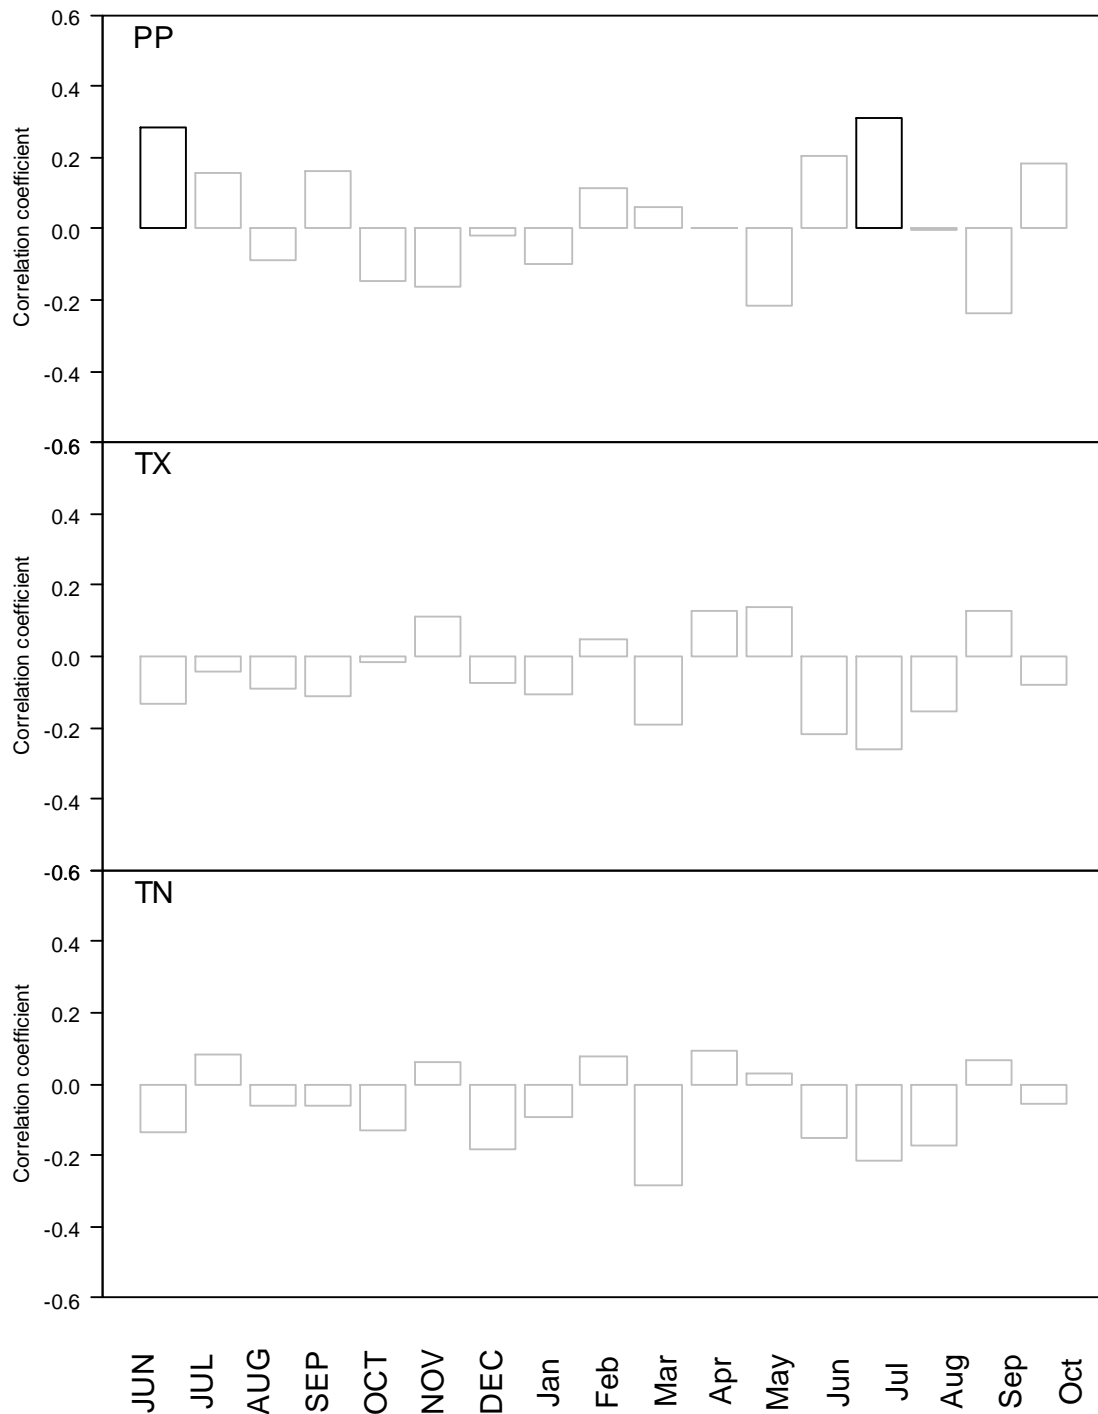 PP
0.6
0.4
0.2
0.0
-0.2
-0.4
-0.6
Correlation coefficient
TX
0.4
0.2
0.0
-0.2
-0.4
-0.6
Correlation coefficient
TN
0.4
0.2
0.0
-0.2
-0.4
-0.6
Correlation coefficient
JUN
JUL
AUG
SEP
OCT
NOV
DEC
Jan
Feb
Mar
Apr
May
Jun
Jul
Aug
Sep
Oct